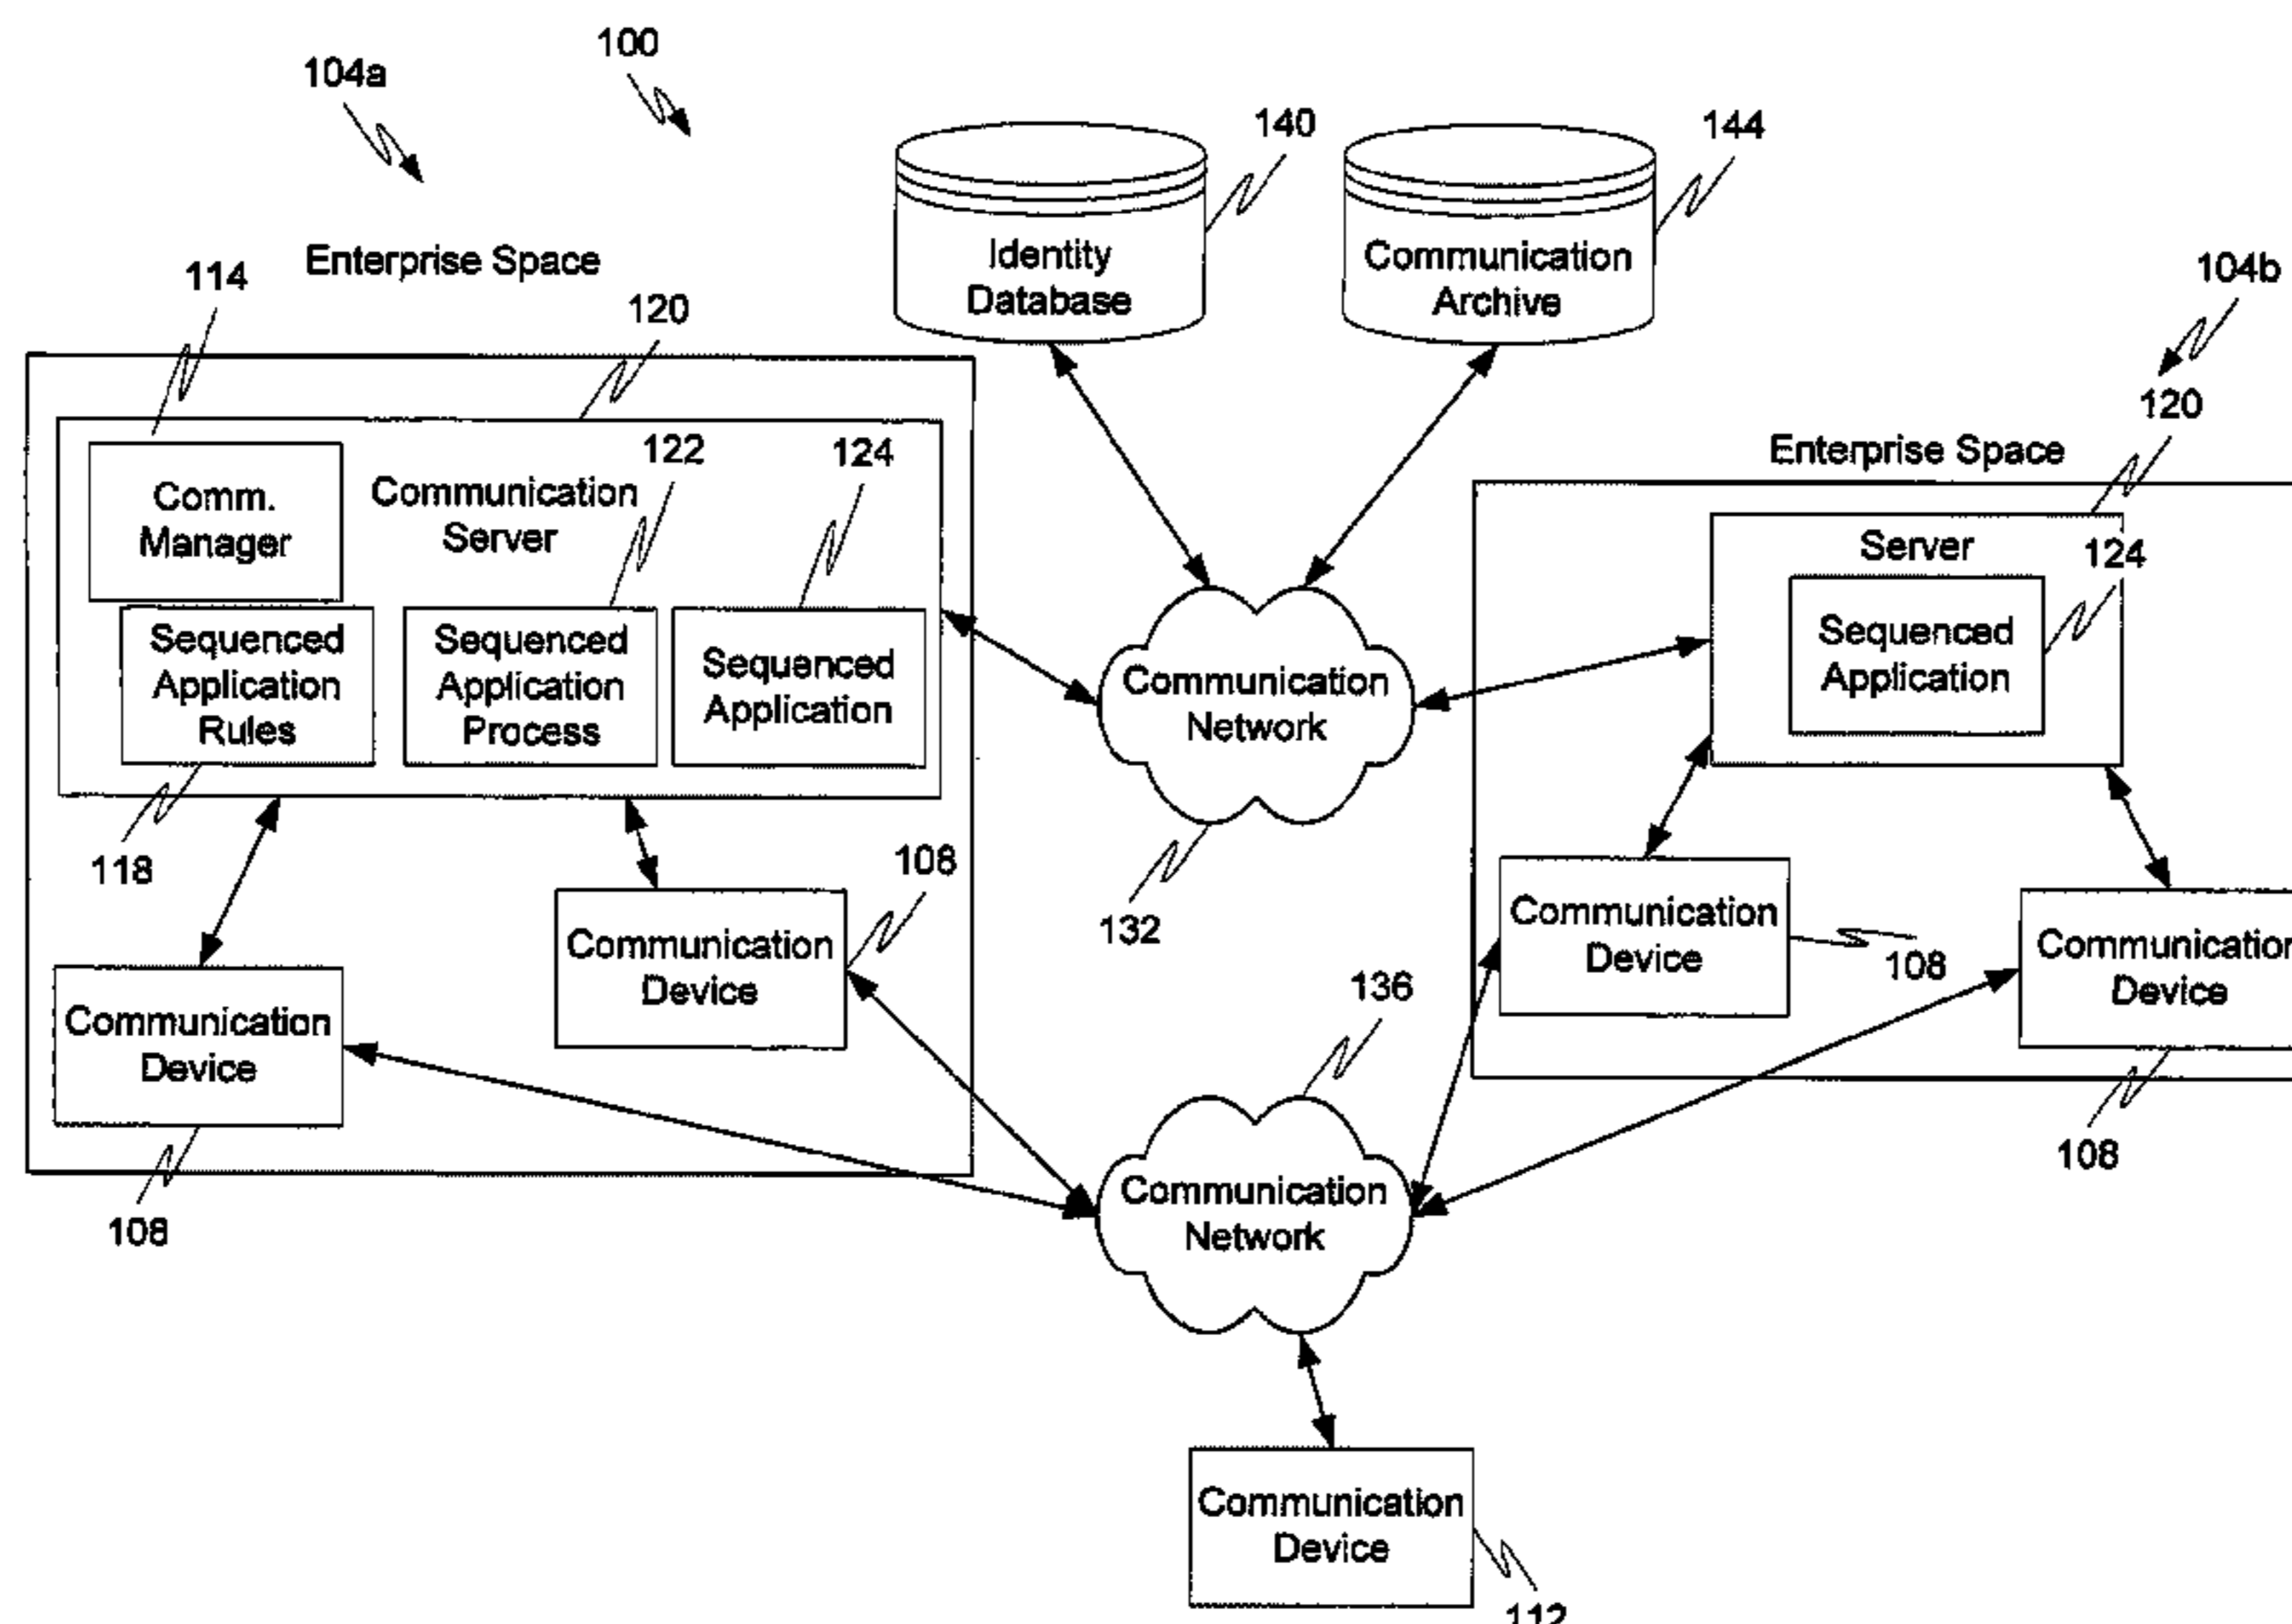 100
104a
140
144
Enterprise Space
114
120
Identity
Database
Communication
Archive
104b
120
Enterprise Space
122
124
Comm.
Manager
Communication
Server
Server
124
Sequenced
Application
Rules
Sequenced
Application
Process
Sequenced
Application
Communication
Network
Sequenced
Application
118
108
132
Communication
Device
Communication
Device
108
Communication
Device
Communication
Device
136
108
108
Communication
Network
Communication
Device
112